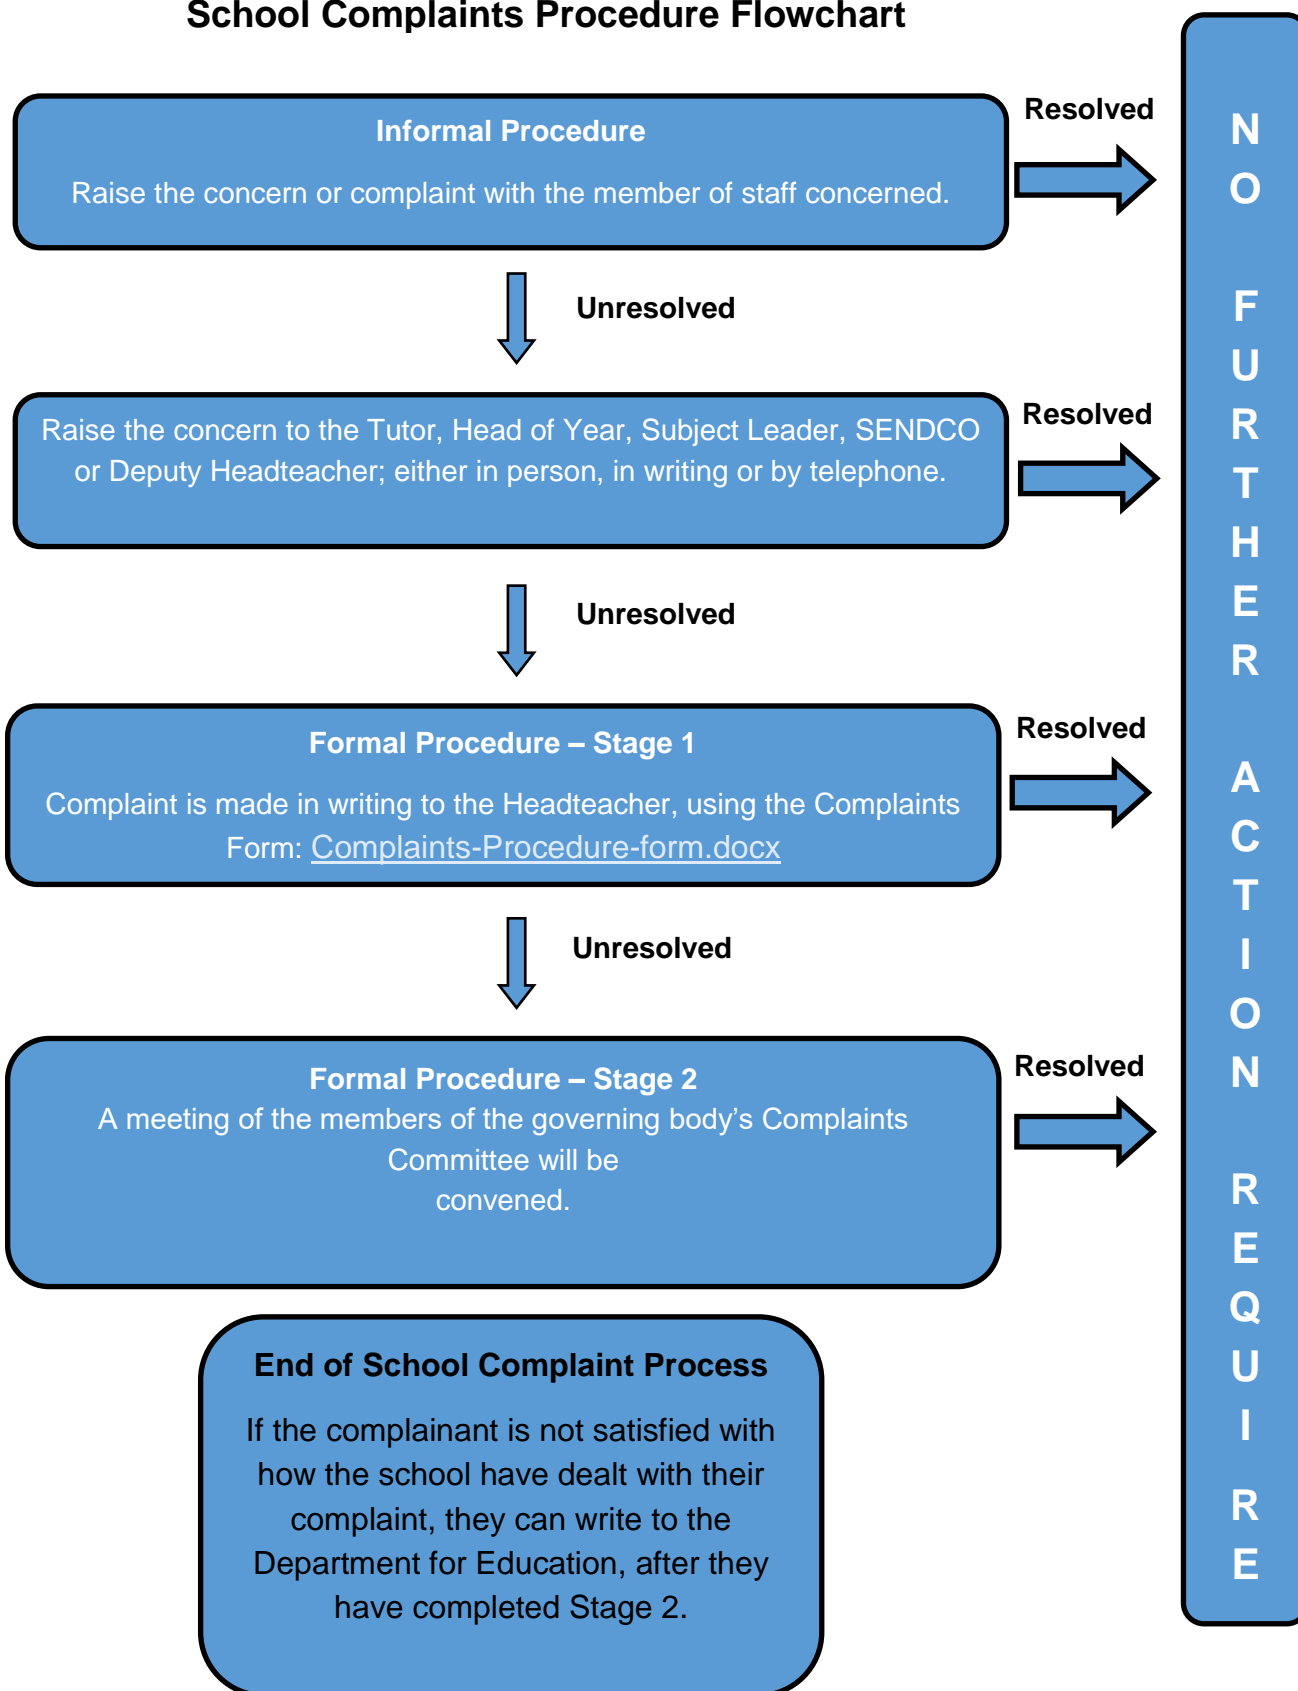 School Complaints Procedure Flowchart
Informal Procedure
Raise the concern or complaint with the member of staff concerned.
Resolved
Unresolved
Raise the concern to the Tutor, Head of Year, Subject Leader, SENDCO
or Deputy Headteacher; either in person, in writing or by telephone.
Resolved
Unresolved
Formal Procedure – Stage 1
Complaint is made in writing to the Headteacher, using the Complaints
Form: Complaints-Procedure-form.docx
Resolved
Unresolved
Formal Procedure – Stage 2
A meeting of the members of the governing body’s Complaints
Committee will be
convened.
Resolved
End of School Complaint Process
If the complainant is not satisfied with
how the school have dealt with their
complaint, they can write to the
Department for Education, after they
have completed Stage 2.
N
O
F
U
R
T
H
E
R
A
C
T
I
O
N
R
E
Q
U
I
R
E